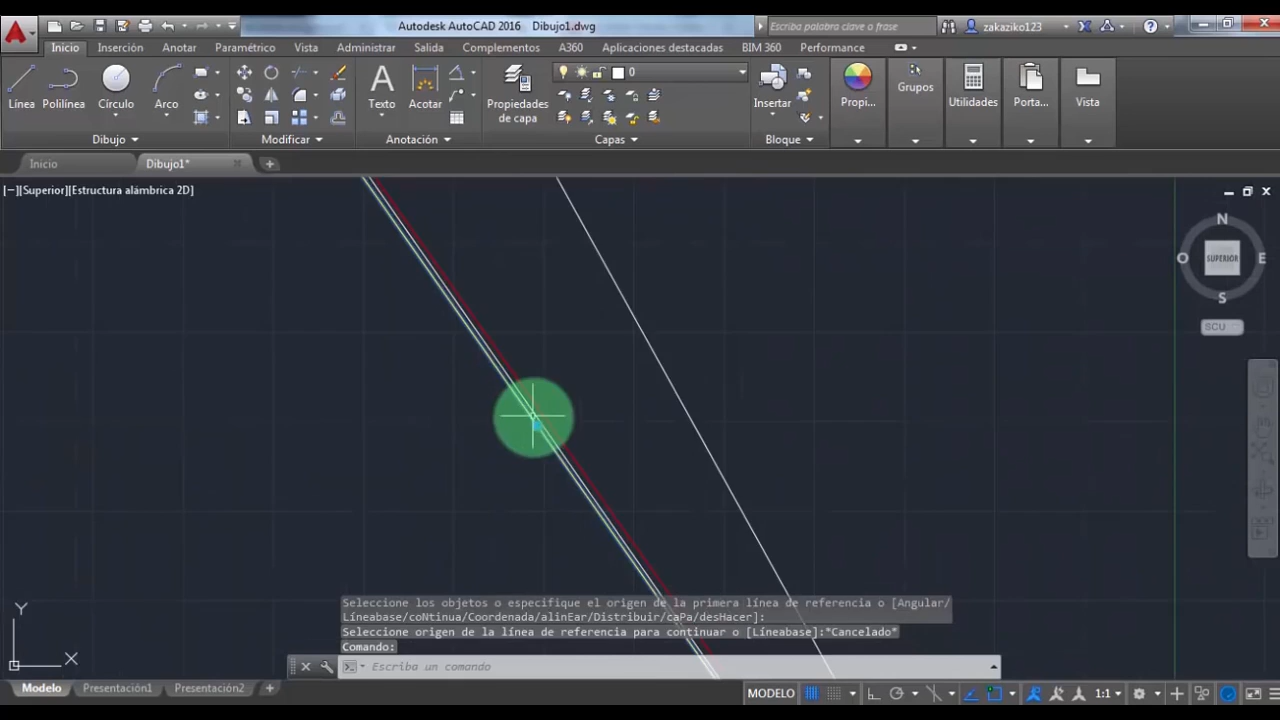 Autodesk AutoCAD 2016 Dibujo1.dwg
Escriba palabra clave o frase
zakaziko123
Inicio Inserción Anotar Paramétrico Vista Administrar Salida Complementos A360 Aplicaciones destacadas BIM 360 Performance
0
Línea Polilínea Círculo Arco
Texto Acotar
Propiedades de capa
Insertar
Propi... Grupos Utilidades Porta... Vista
Dibujo Modificar Anotación Capas Bloque
Inicio Dibujo1*
[−][Superior][Estructura alámbrica 2D]
N
O SUPERIOR E
S
SCU
Seleccione los objetos o especifique el origen de la primera línea de referencia o [Angular/
Líneabase/coNtinua/Coordenada/alinEar/Distribuir/caPa/desHacer]:
Seleccione origen de la línea de referencia para continuar o [Líneabase]:*Cancelado*
Comando:
Y
X
Escriba un comando
Modelo Presentación1 Presentación2
MODELO
1:1